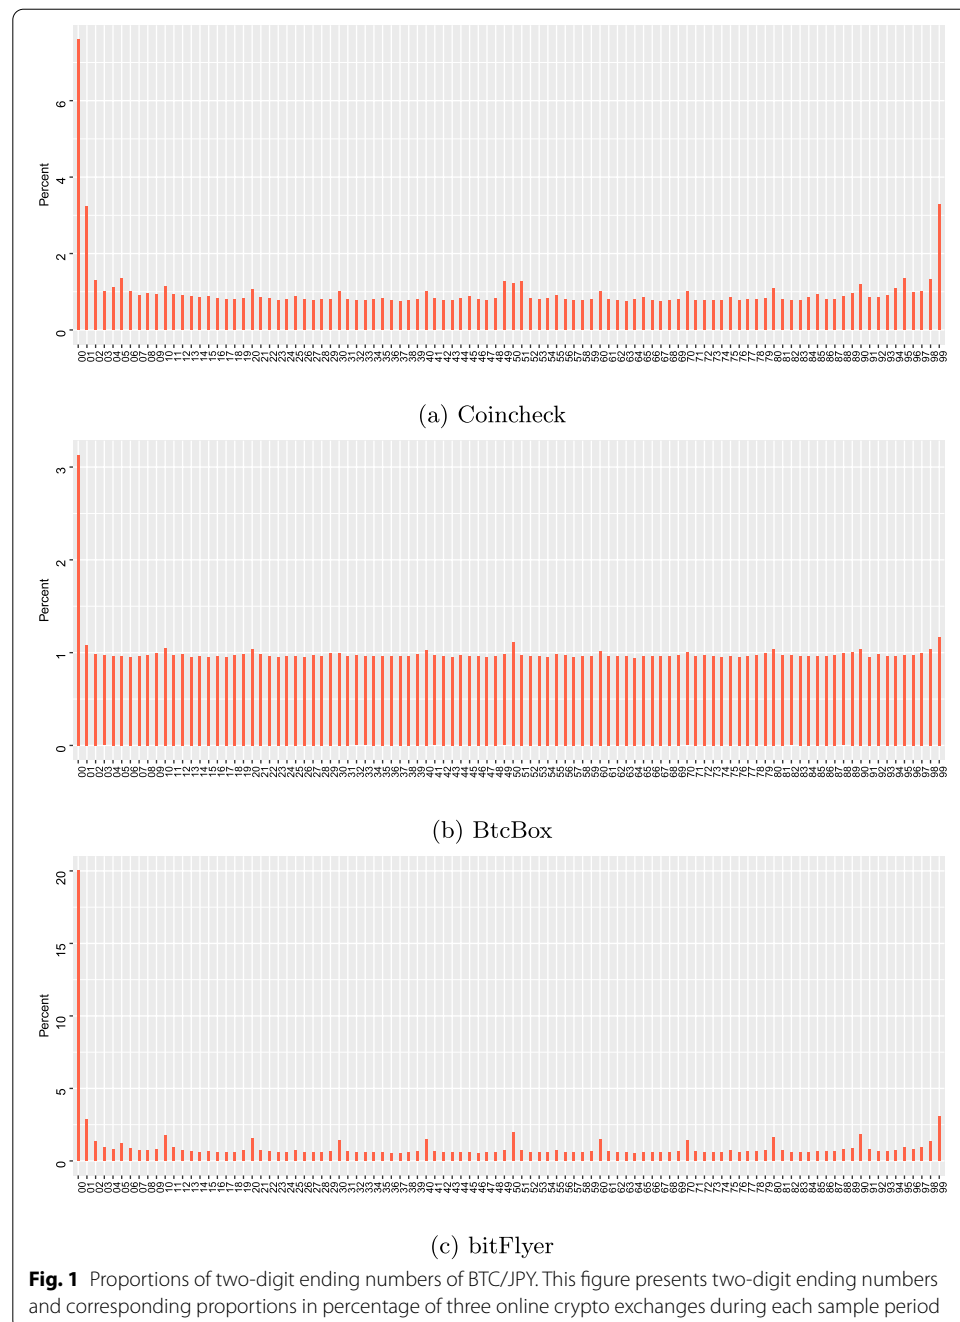 6
4
2
0
Percent
00 01 02 03 04 05 06 07 08 09 10 11 12 13 14 15 16 17 18 19 20 21 22 23 24 25 26 27 28 29 30 31 32 33 34 35 36 37 38 39 40 41 42 43 44 45 46 47 48 49 50 51 52 53 54 55 56 57 58 59 60 61 62 63 64 65 66 67 68 69 70 71 72 73 74 75 76 77 78 79 80 81 82 83 84 85 86 87 88 89 90 91 92 93 94 95 96 97 98 99
(a) Coincheck
3
2
1
0
Percent
00 01 02 03 04 05 06 07 08 09 10 11 12 13 14 15 16 17 18 19 20 21 22 23 24 25 26 27 28 29 30 31 32 33 34 35 36 37 38 39 40 41 42 43 44 45 46 47 48 49 50 51 52 53 54 55 56 57 58 59 60 61 62 63 64 65 66 67 68 69 70 71 72 73 74 75 76 77 78 79 80 81 82 83 84 85 86 87 88 89 90 91 92 93 94 95 96 97 98 99
(b) BtcBox
20
15
10
5
0
Percent
00 01 02 03 04 05 06 07 08 09 10 11 12 13 14 15 16 17 18 19 20 21 22 23 24 25 26 27 28 29 30 31 32 33 34 35 36 37 38 39 40 41 42 43 44 45 46 47 48 49 50 51 52 53 54 55 56 57 58 59 60 61 62 63 64 65 66 67 68 69 70 71 72 73 74 75 76 77 78 79 80 81 82 83 84 85 86 87 88 89 90 91 92 93 94 95 96 97 98 99
(c) bitFlyer
Fig. 1 Proportions of two-digit ending numbers of BTC/JPY. This figure presents two-digit ending numbers
and corresponding proportions in percentage of three online crypto exchanges during each sample period